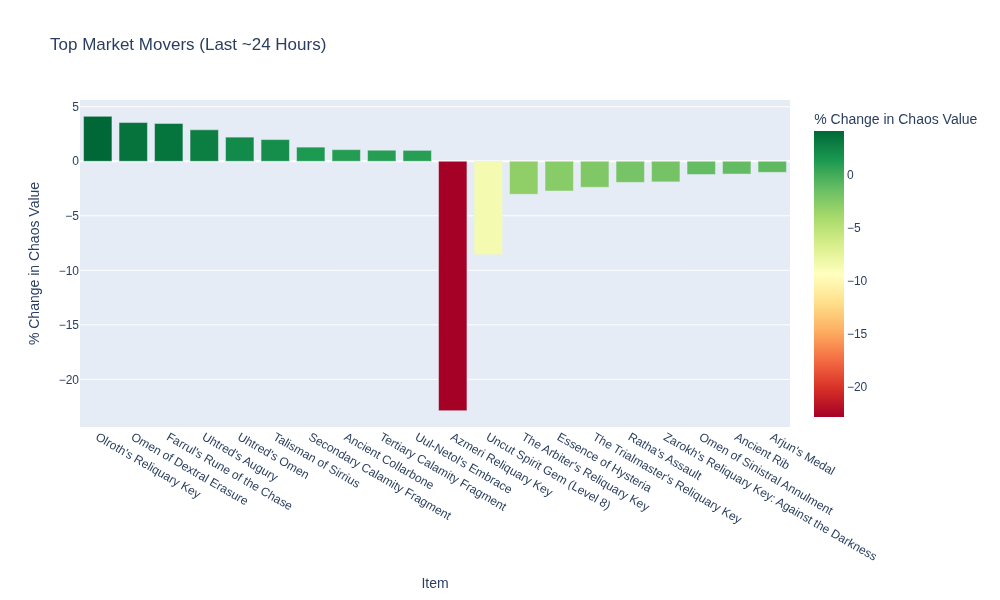 Top Market Movers (Last ~24 Hours)
% Change in Chaos Value
5
0
−5
−10
−15
−20
% Change in Chaos Value
0
−5
−10
−15
−20
Olroth's Reliquary Key
Omen of Dextral Erasure
Farrul's Rune of the Chase
Uhtred's Augury
Uhtred's Omen
Talisman of Sirrius
Secondary Calamity Fragment
Ancient Collarbone
Tertiary Calamity Fragment
Uul-Netol's Embrace
Azmeri Reliquary Key
Uncut Spirit Gem (Level 8)
The Arbiter's Reliquary Key
Essence of Hysteria
The Trialmaster's Reliquary Key
Ratha's Assault
Zarokh's Reliquary Key: Against the Darkness
Omen of Sinistral Annulment
Ancient Rib
Arjun's Medal
Item